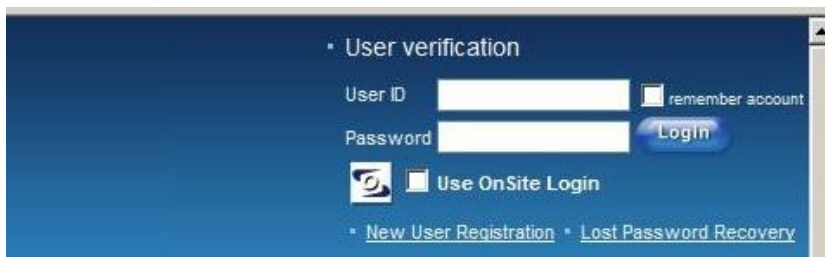 User verification
User ID
remember account
Password
Login
Use OnSite Login
New User Registration
Lost Password Recovery